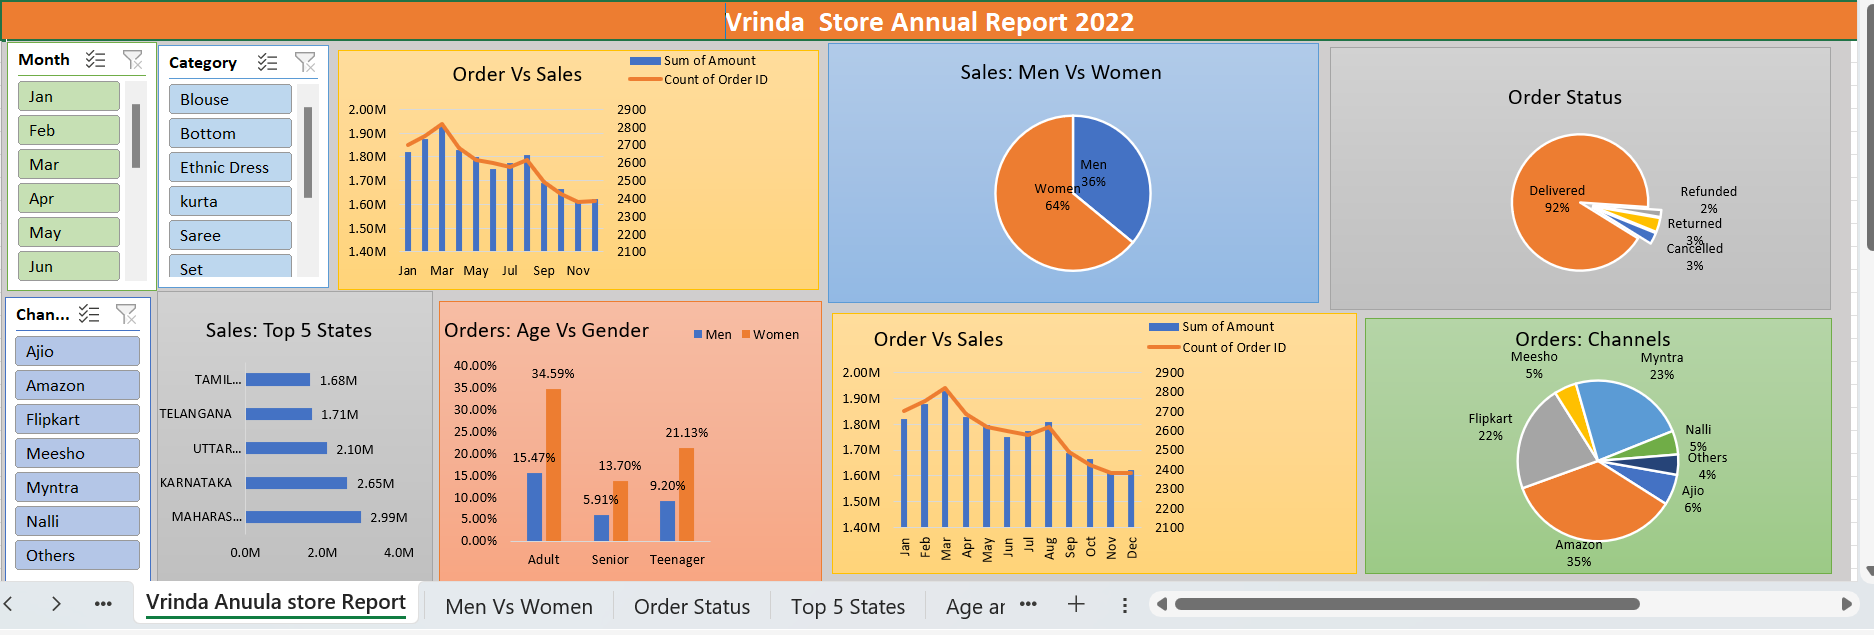 Vrinda  Store Annual Report 2022
Month
Jan
Feb
Mar
Apr
May
Jun
Category
Blouse
Bottom
Ethnic Dress
kurta
Saree
Set
Order Vs Sales
Sum of Amount
Count of Order ID
2.00M
1.90M
1.80M
1.70M
1.60M
1.50M
1.40M
2900
2800
2700
2600
2500
2400
2300
2200
2100
Jan Mar May Jul Sep Nov
Sales: Men Vs Women
Men
36%
Women
64%
Order Status
Delivered
92%
Refunded
2%
Returned
3%
Cancelled
3%
Chan...
Ajio
Amazon
Flipkart
Meesho
Myntra
Nalli
Others
Sales: Top 5 States
TAMIL... 1.68M
TELANGANA 1.71M
UTTAR... 2.10M
KARNATAKA 2.65M
MAHARAS... 2.99M
0.0M 2.0M 4.0M
Orders: Age Vs Gender
Men Women
40.00%
35.00%
30.00%
25.00%
20.00%
15.00%
10.00%
5.00%
0.00%
15.47%
34.59%
5.91%
13.70%
9.20%
21.13%
Adult Senior Teenager
Order Vs Sales
Sum of Amount
Count of Order ID
2.00M
1.90M
1.80M
1.70M
1.60M
1.50M
1.40M
2900
2800
2700
2600
2500
2400
2300
2200
2100
Jan Feb Mar Apr May Jun Jul Aug Sep Oct Nov Dec
Orders: Channels
Meesho
5%
Myntra
23%
Flipkart
22%
Nalli
5%
Others
4%
Ajio
6%
Amazon
35%
Vrinda Anuula store Report
Men Vs Women
Order Status
Top 5 States
Age ar